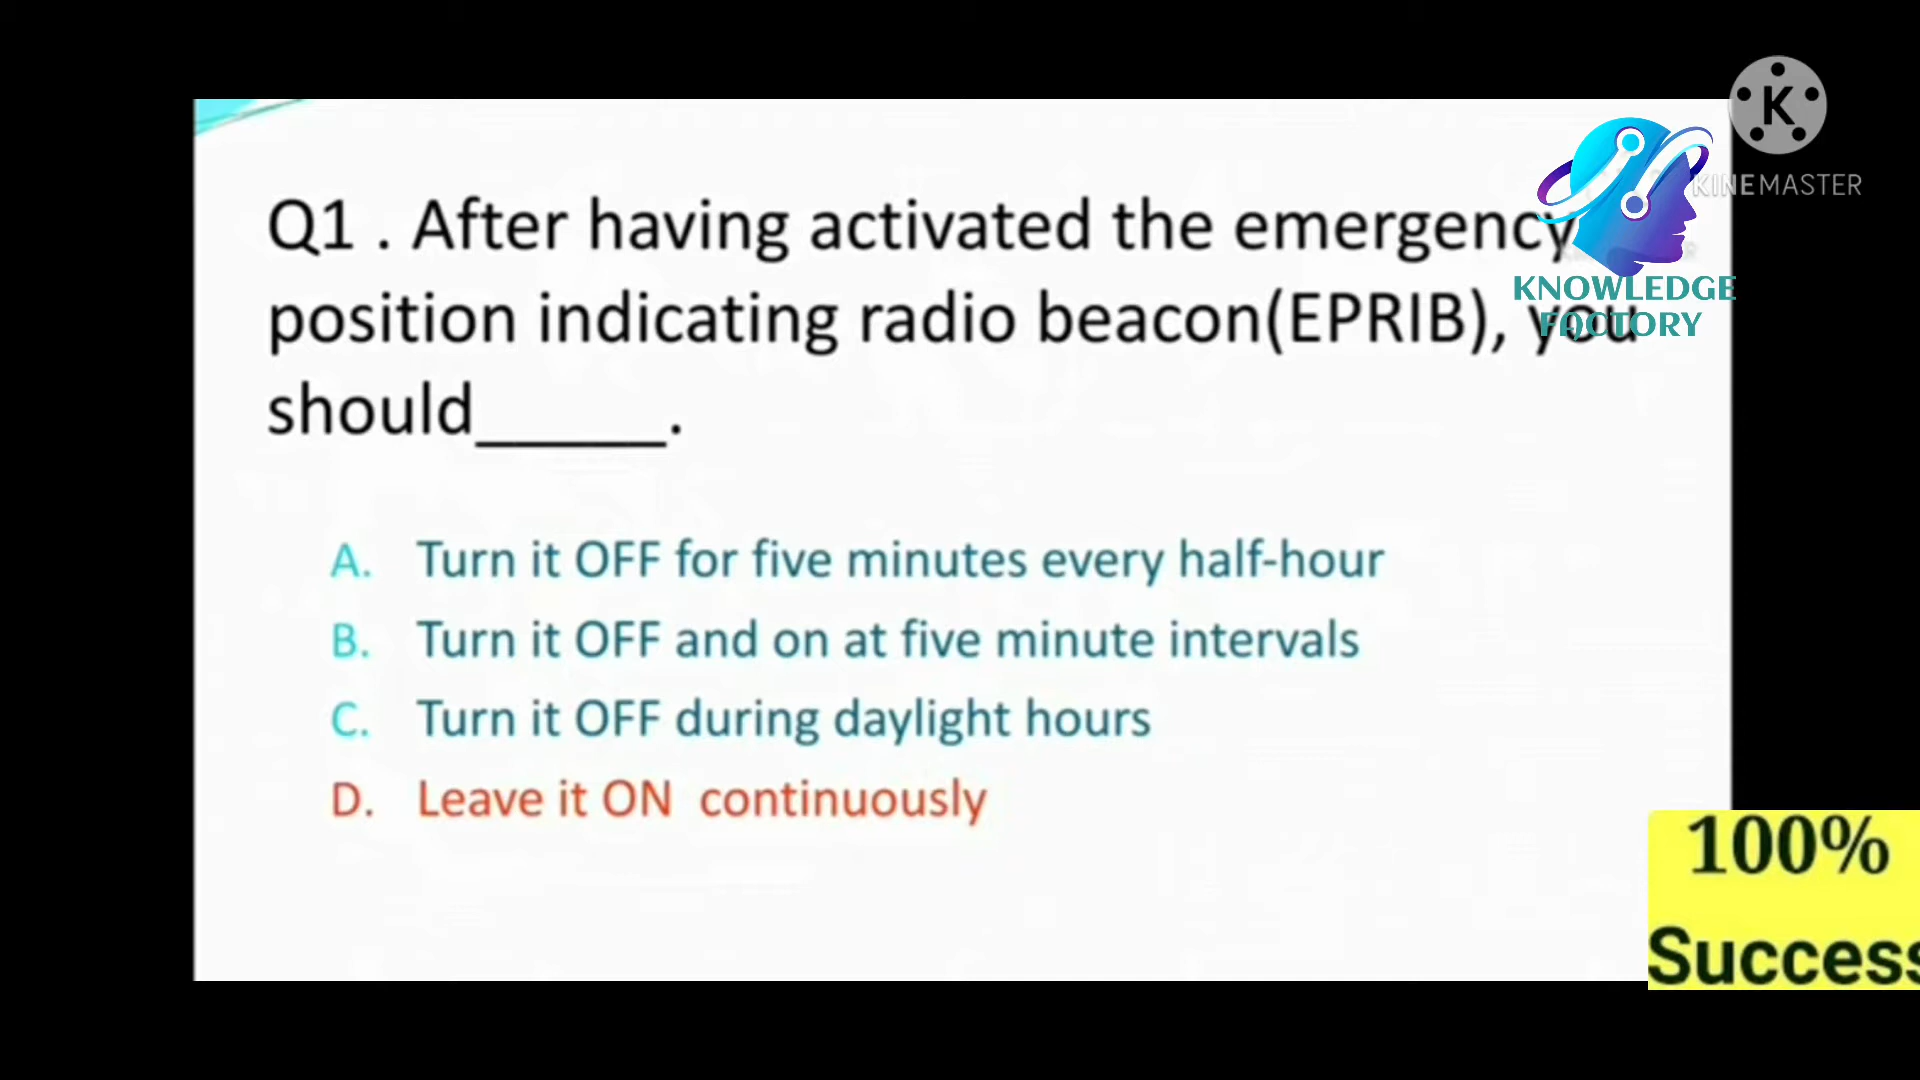 Q1 . After having activated the emergency
position indicating radio beacon(EPRIB), you
should_____.
A. Turn it OFF for five minutes every half-hour
B. Turn it OFF and on at five minute intervals
C. Turn it OFF during daylight hours
D. Leave it ON continuously
K
KINEMASTER
KNOWLEDGE
FACTORY
100%
Success